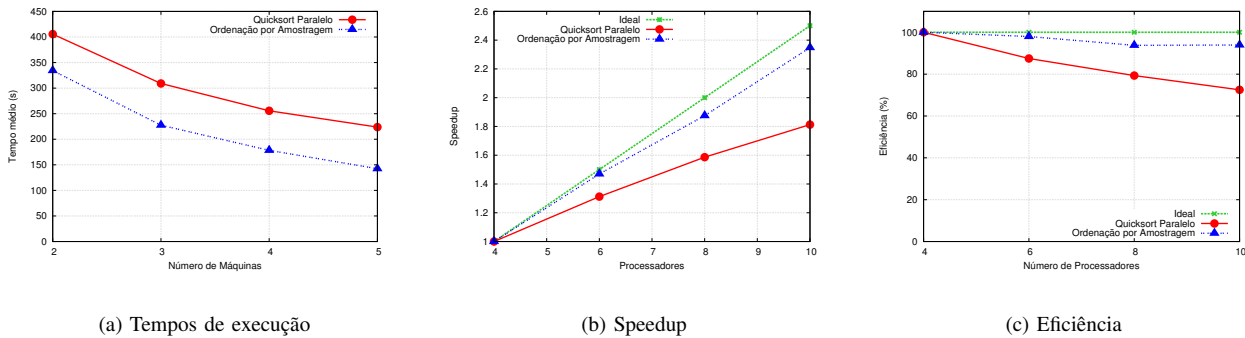 450
400
350
300
250
200
150
100
50
0
2
3
4
5
Tempo médio (s)
Número de Máquinas
Quicksort Paralelo
Ordenação por Amostragem
(a) Tempos de execução
2.6
2.4
2.2
2
1.8
1.6
1.4
1.2
1
4
5
6
7
8
9
10
Speedup
Processadores
Ideal
Quicksort Paralelo
Ordenação por Amostragem
(b) Speedup
100
80
60
40
20
0
4
6
8
10
Eficiência (%)
Número de Processadores
Ideal
Quicksort Paralelo
Ordenação por Amostragem
(c) Eficiência